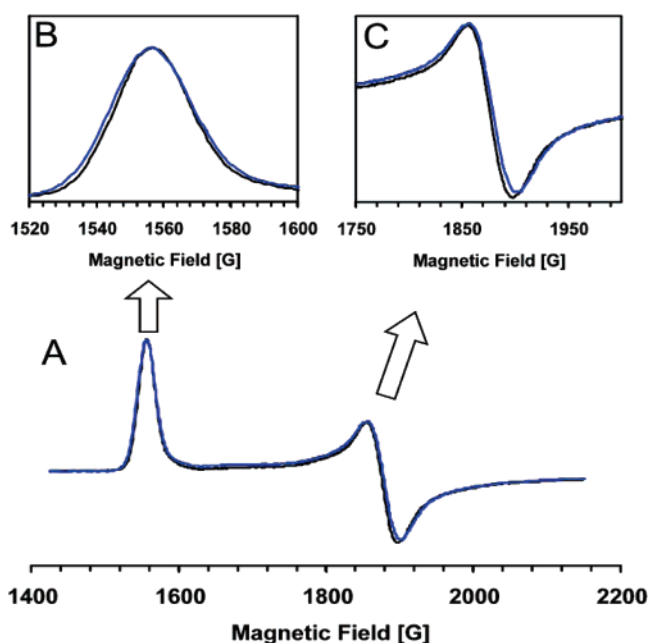 B
C
1520 1540 1560 1580 1600
1750 1850 1950
Magnetic Field [G]
Magnetic Field [G]
A
1400 1600 1800 2000 2200
Magnetic Field [G]